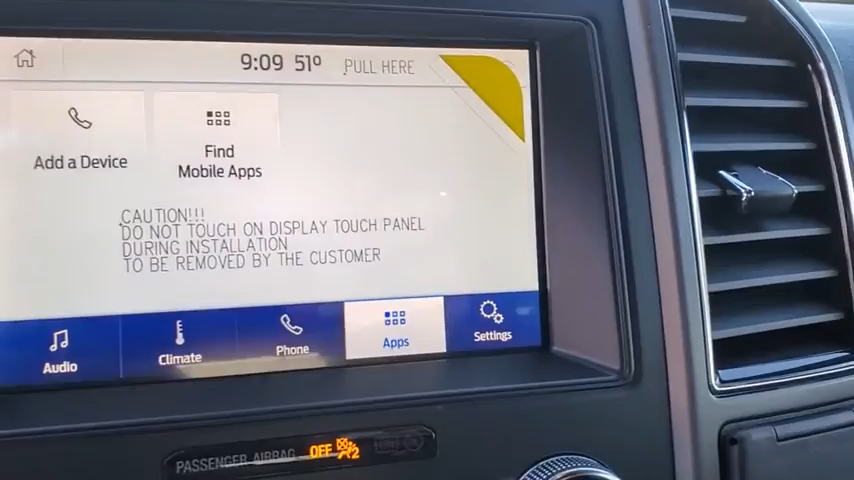 9:09 51° PULL HERE
Add a Device
Find
Mobile Apps
CAUTION!!!
DO NOT TOUCH ON DISPLAY TOUCH PANEL
DURING INSTALLATION
TO BE REMOVED BY THE CUSTOMER
Audio Climate Phone Apps Settings
PASSENGER AIRBAG OFF